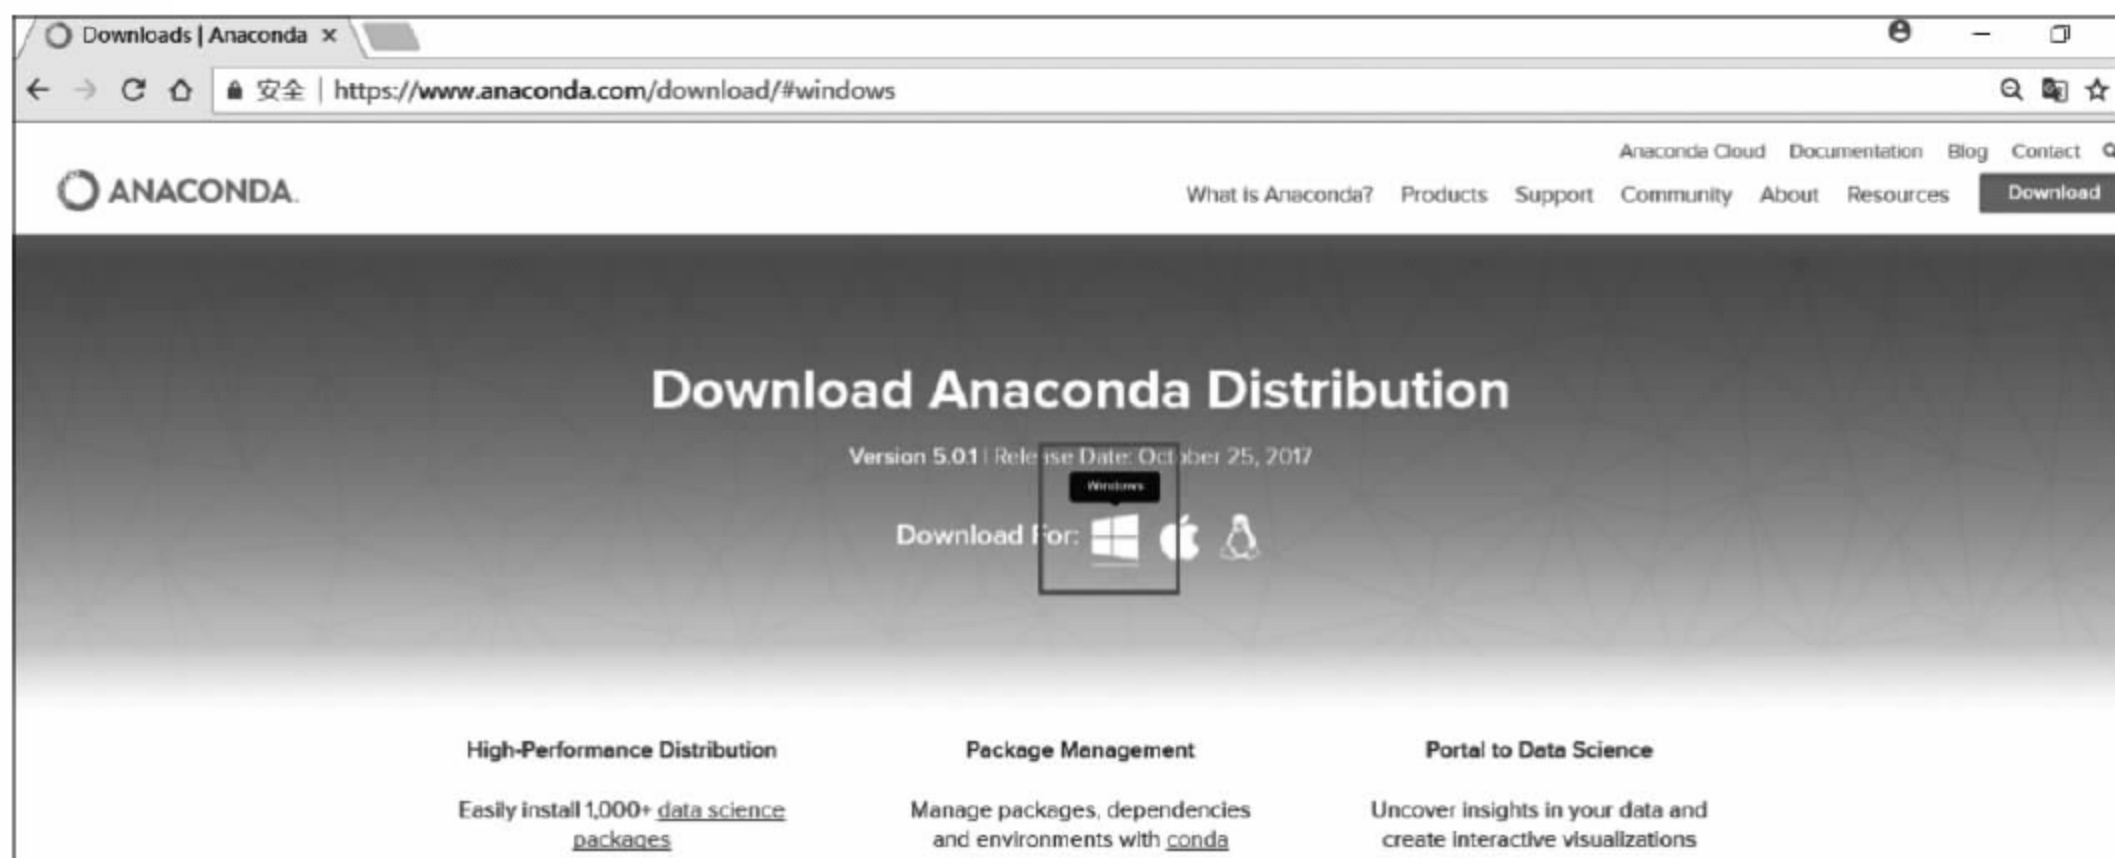 Downloads | Anaconda ×
安全 | https://www.anaconda.com/download/#windows
Anaconda Cloud Documentation Blog Contact
ANACONDA.
What is Anaconda? Products Support Community About Resources Download
Download Anaconda Distribution
Version 5.0.1 | Release Date: October 25, 2017
Windows
Download For:
High-Performance Distribution
Easily install 1,000+ data science
packages
Package Management
Manage packages, dependencies
and environments with conda
Portal to Data Science
Uncover insights in your data and
create interactive visualizations